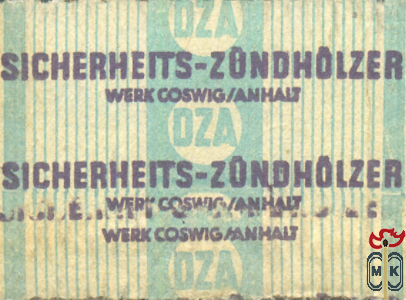 DZA
SICHERHEITS-ZÜNDHÖLZER
WERK COSWIG/ANHALT
DZA
SICHERHEITS-ZÜNDHÖLZER
WERK COSWIG/ANHALT
WERK COSWIG/ANHALT
DZA
MK